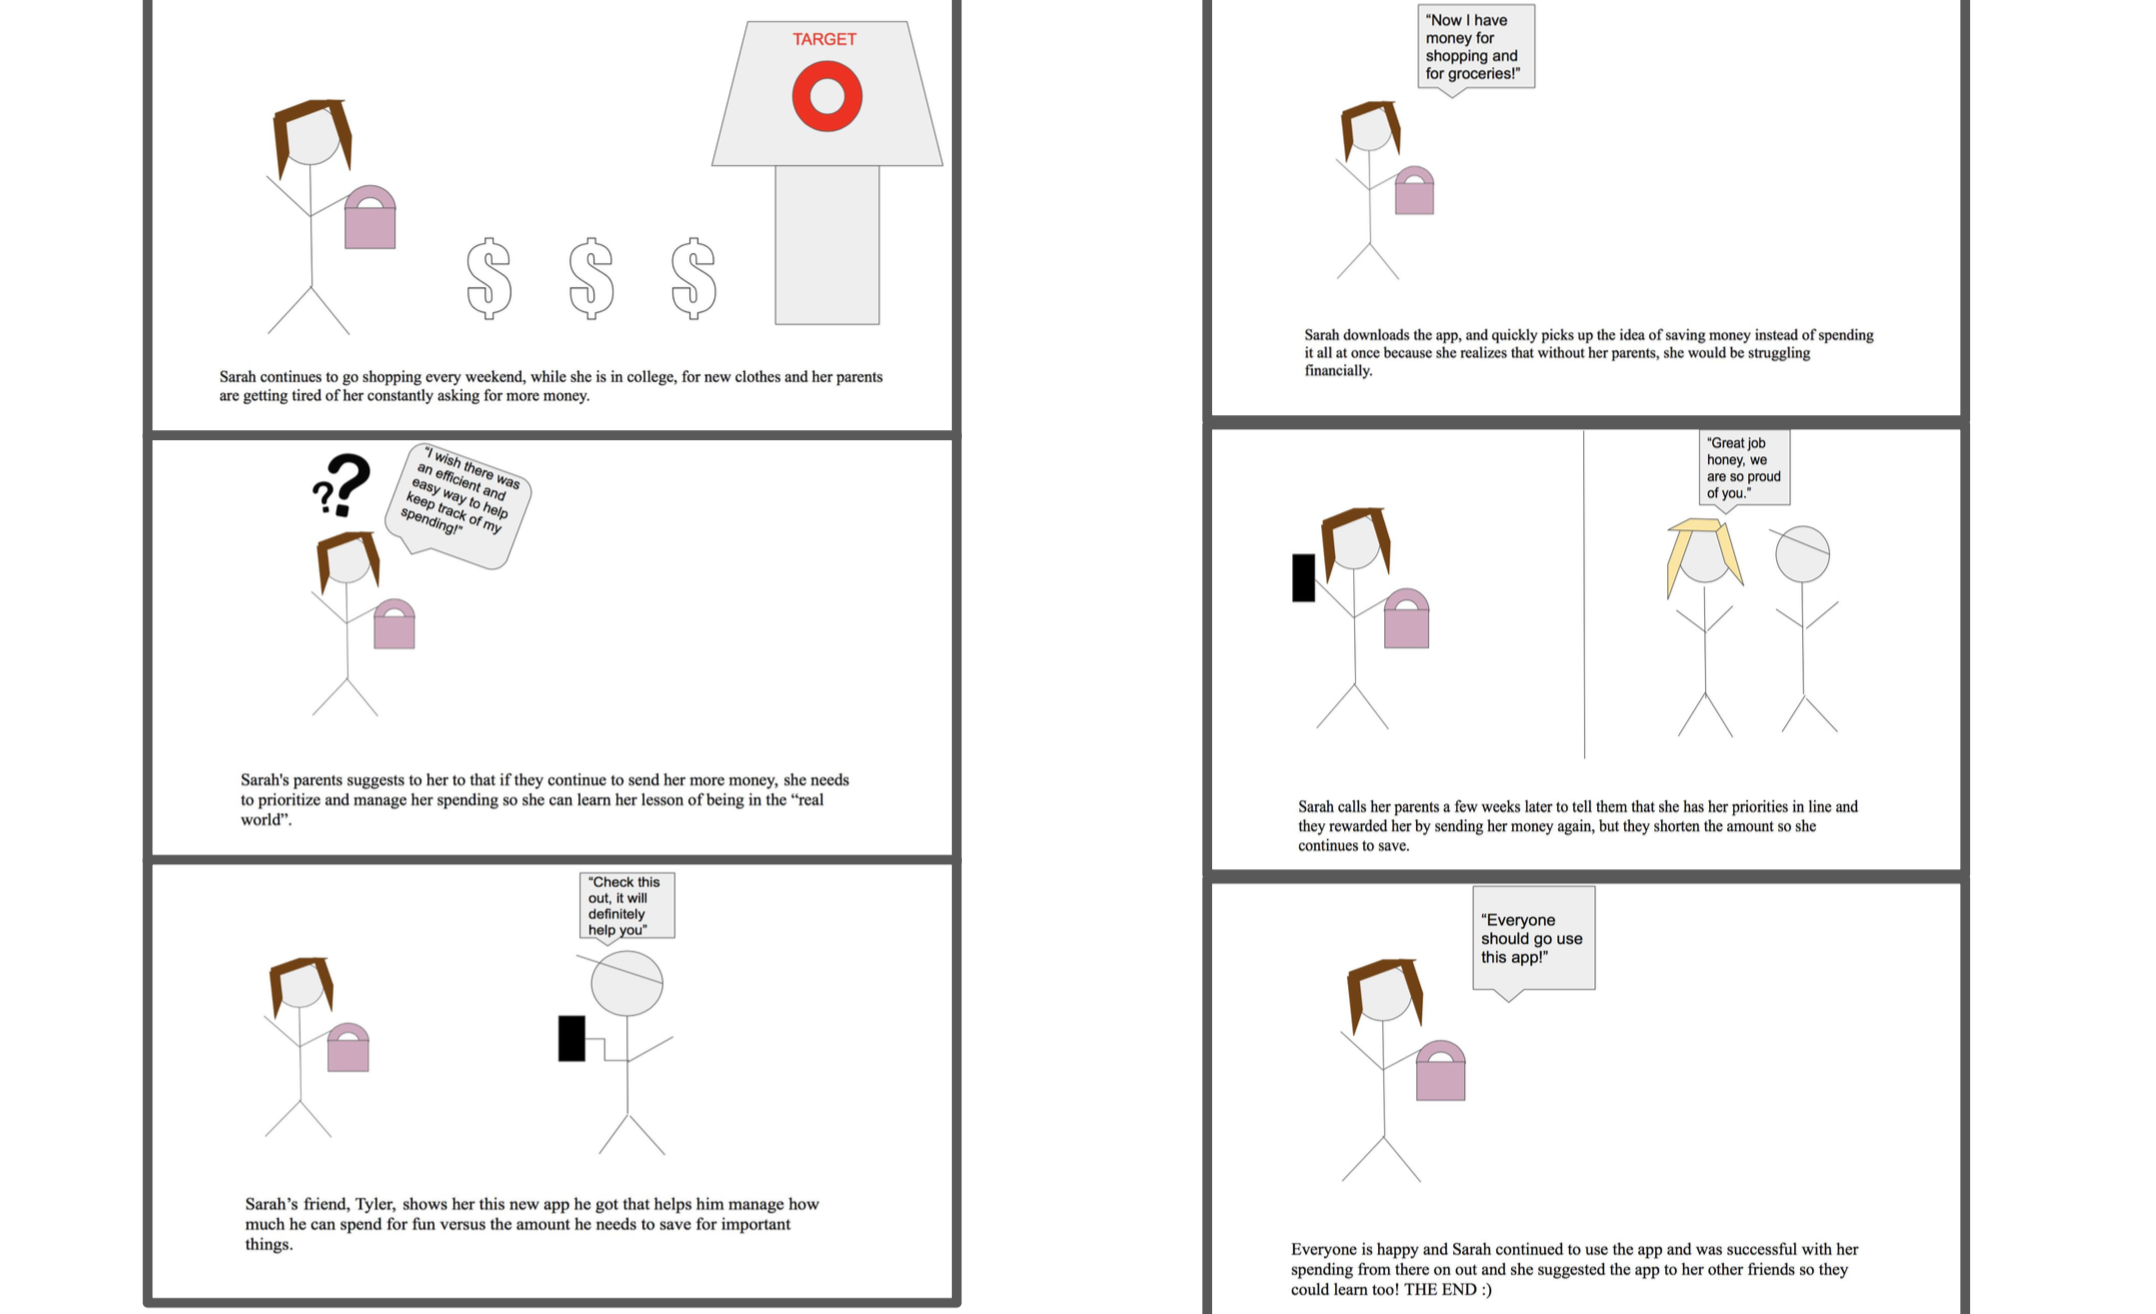 TARGET
Sarah continues to go shopping every weekend, while she is in college, for new clothes and her parents
are getting tired of her constantly asking for more money.
"I wish there was
an efficient and
easy way to help
keep track of my
spending!"
Sarah's parents suggests to her to that if they continue to send her more money, she needs
to prioritize and manage her spending so she can learn her lesson of being in the “real
world”.
"Check this
out, it will
definitely
help you"
Sarah’s friend, Tyler, shows her this new app he got that helps him manage how
much he can spend for fun versus the amount he needs to save for important
things.
"Now I have
money for
shopping and
for groceries!"
Sarah downloads the app, and quickly picks up the idea of saving money instead of spending
it all at once because she realizes that without her parents, she would be struggling
financially.
"Great job
honey, we
are so proud
of you."
Sarah calls her parents a few weeks later to tell them that she has her priorities in line and
they rewarded her by sending her money again, but they shorten the amount so she
continues to save.
“Everyone
should go use
this app!”
Everyone is happy and Sarah continued to use the app and was successful with her
spending from there on out and she suggested the app to her other friends so they
could learn too! THE END :)